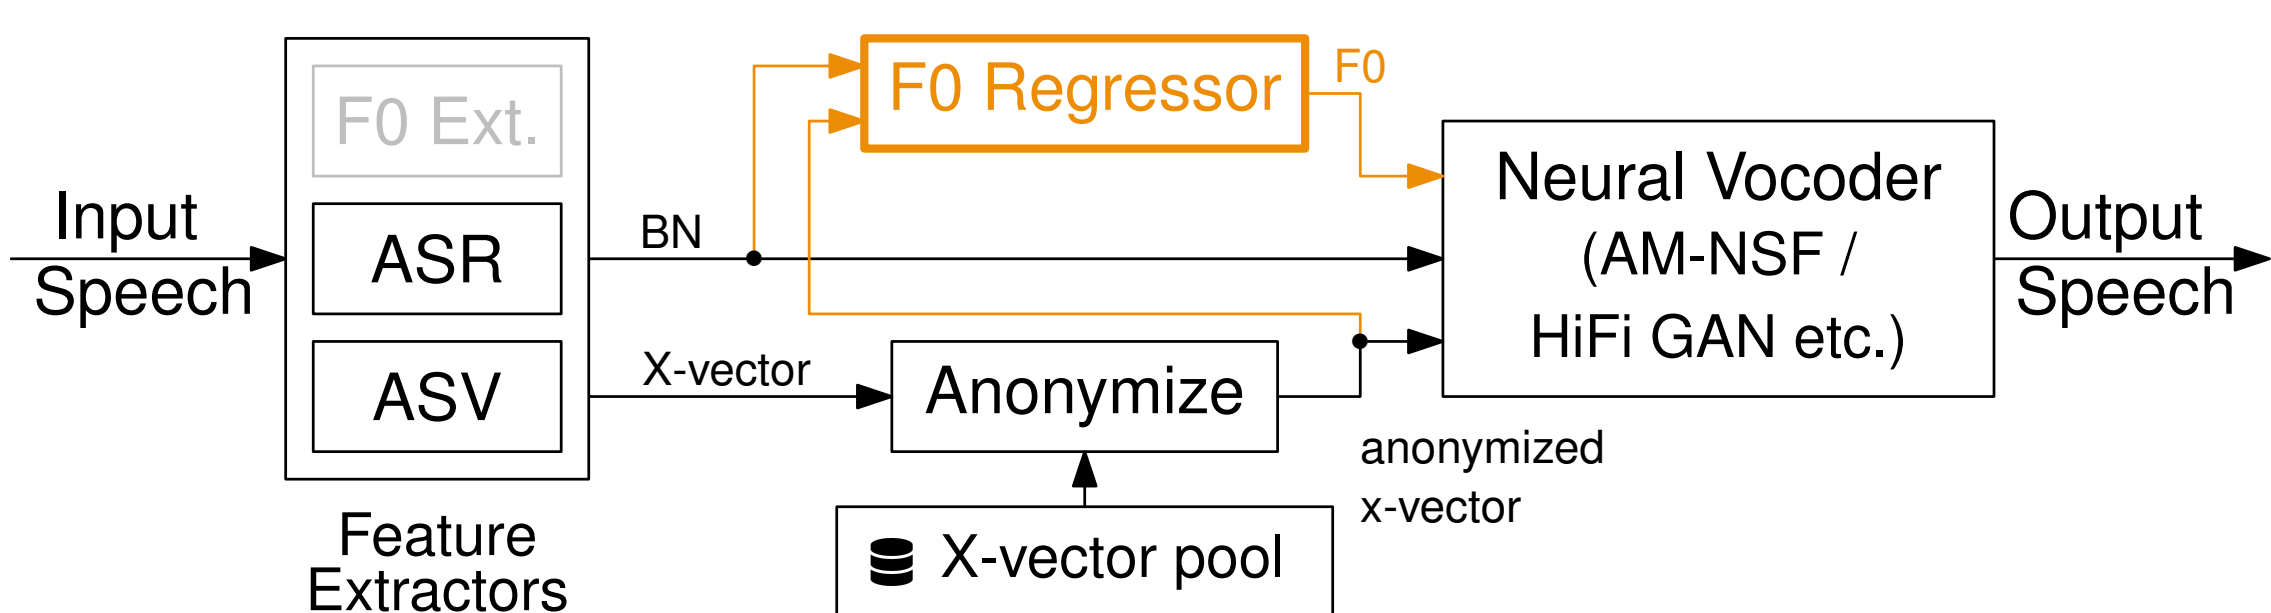 Input
Speech
F0 Ext.
ASR
ASV
Feature
Extractors
BN
X-vector
F0 Regressor
F0
Anonymize
X-vector pool
anonymized
x-vector
Neural Vocoder
(AM-NSF /
HiFi GAN etc.)
Output
Speech